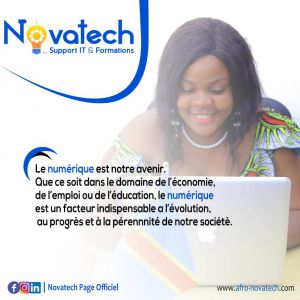 Novatech
... Support IT & Formations
Le numérique est notre avenir.
Que ce soit dans le domaine de l'économie,
de l'emploi ou de l'éducation, le numérique
est un facteur indispensable a l'évolution,
au progrès et à la pérennnité de notre sociètè.
| Novatech Page Officiel
www.afro-novatech.com